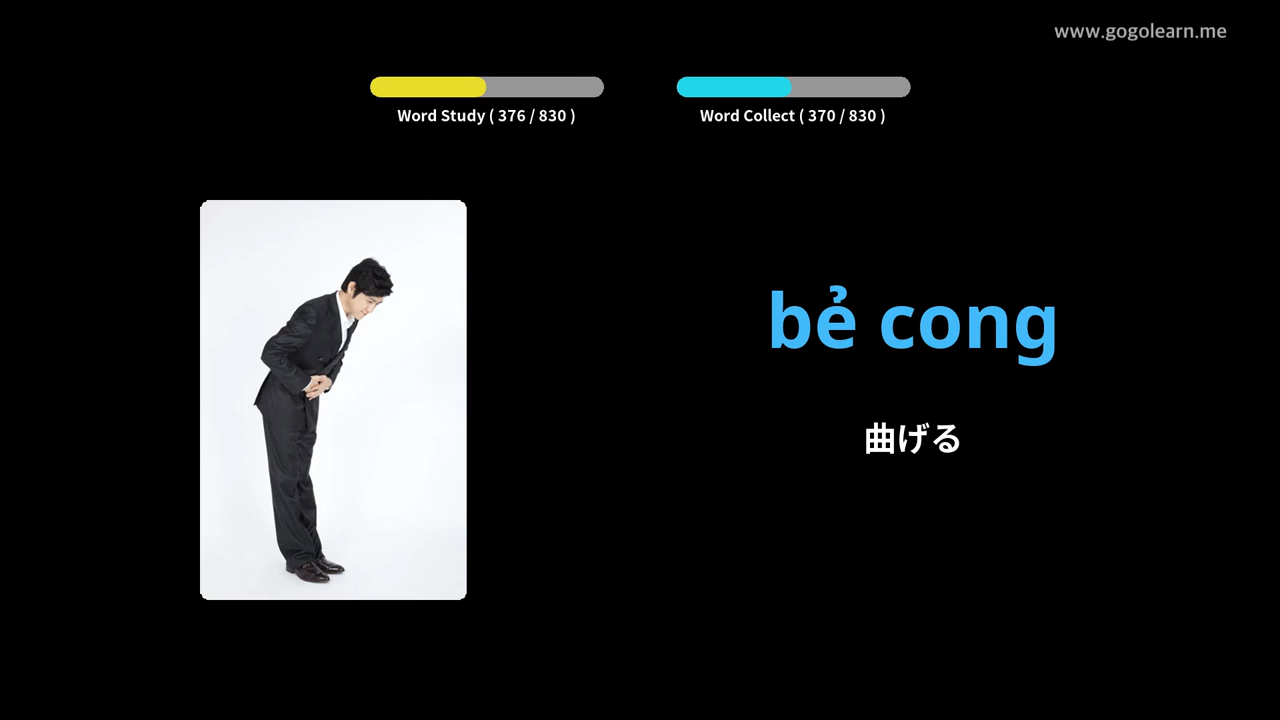 www.gogolearn.me
Word Study ( 376 / 830 )
Word Collect ( 370 / 830 )
bẻ cong
曲げる